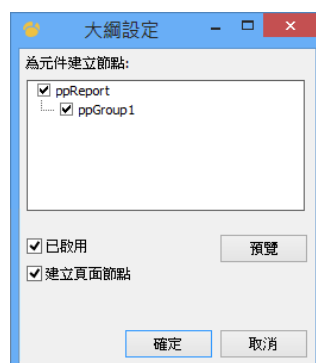 大綱設定
為元件建立節點:
ppReport
ppGroup1
已啟用
預覽
建立頁面節點
確定
取消